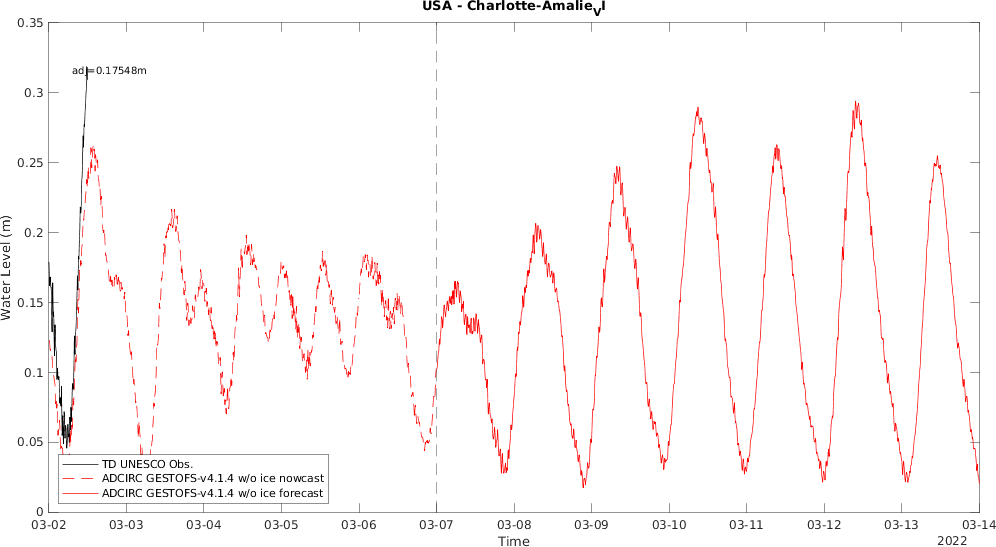 USA - Charlotte-Amalie_VI
0.35
0.3
0.25
0.2
0.15
0.1
0.05
0
Water Level (m)
adj=0.17548m
TD UNESCO Obs.
ADCIRC GESTOFS-v4.1.4 w/o ice nowcast
ADCIRC GESTOFS-v4.1.4 w/o ice forecast
03-02 03-03 03-04 03-05 03-06 03-07 03-08 03-09 03-10 03-11 03-12 03-13 03-14
Time
2022